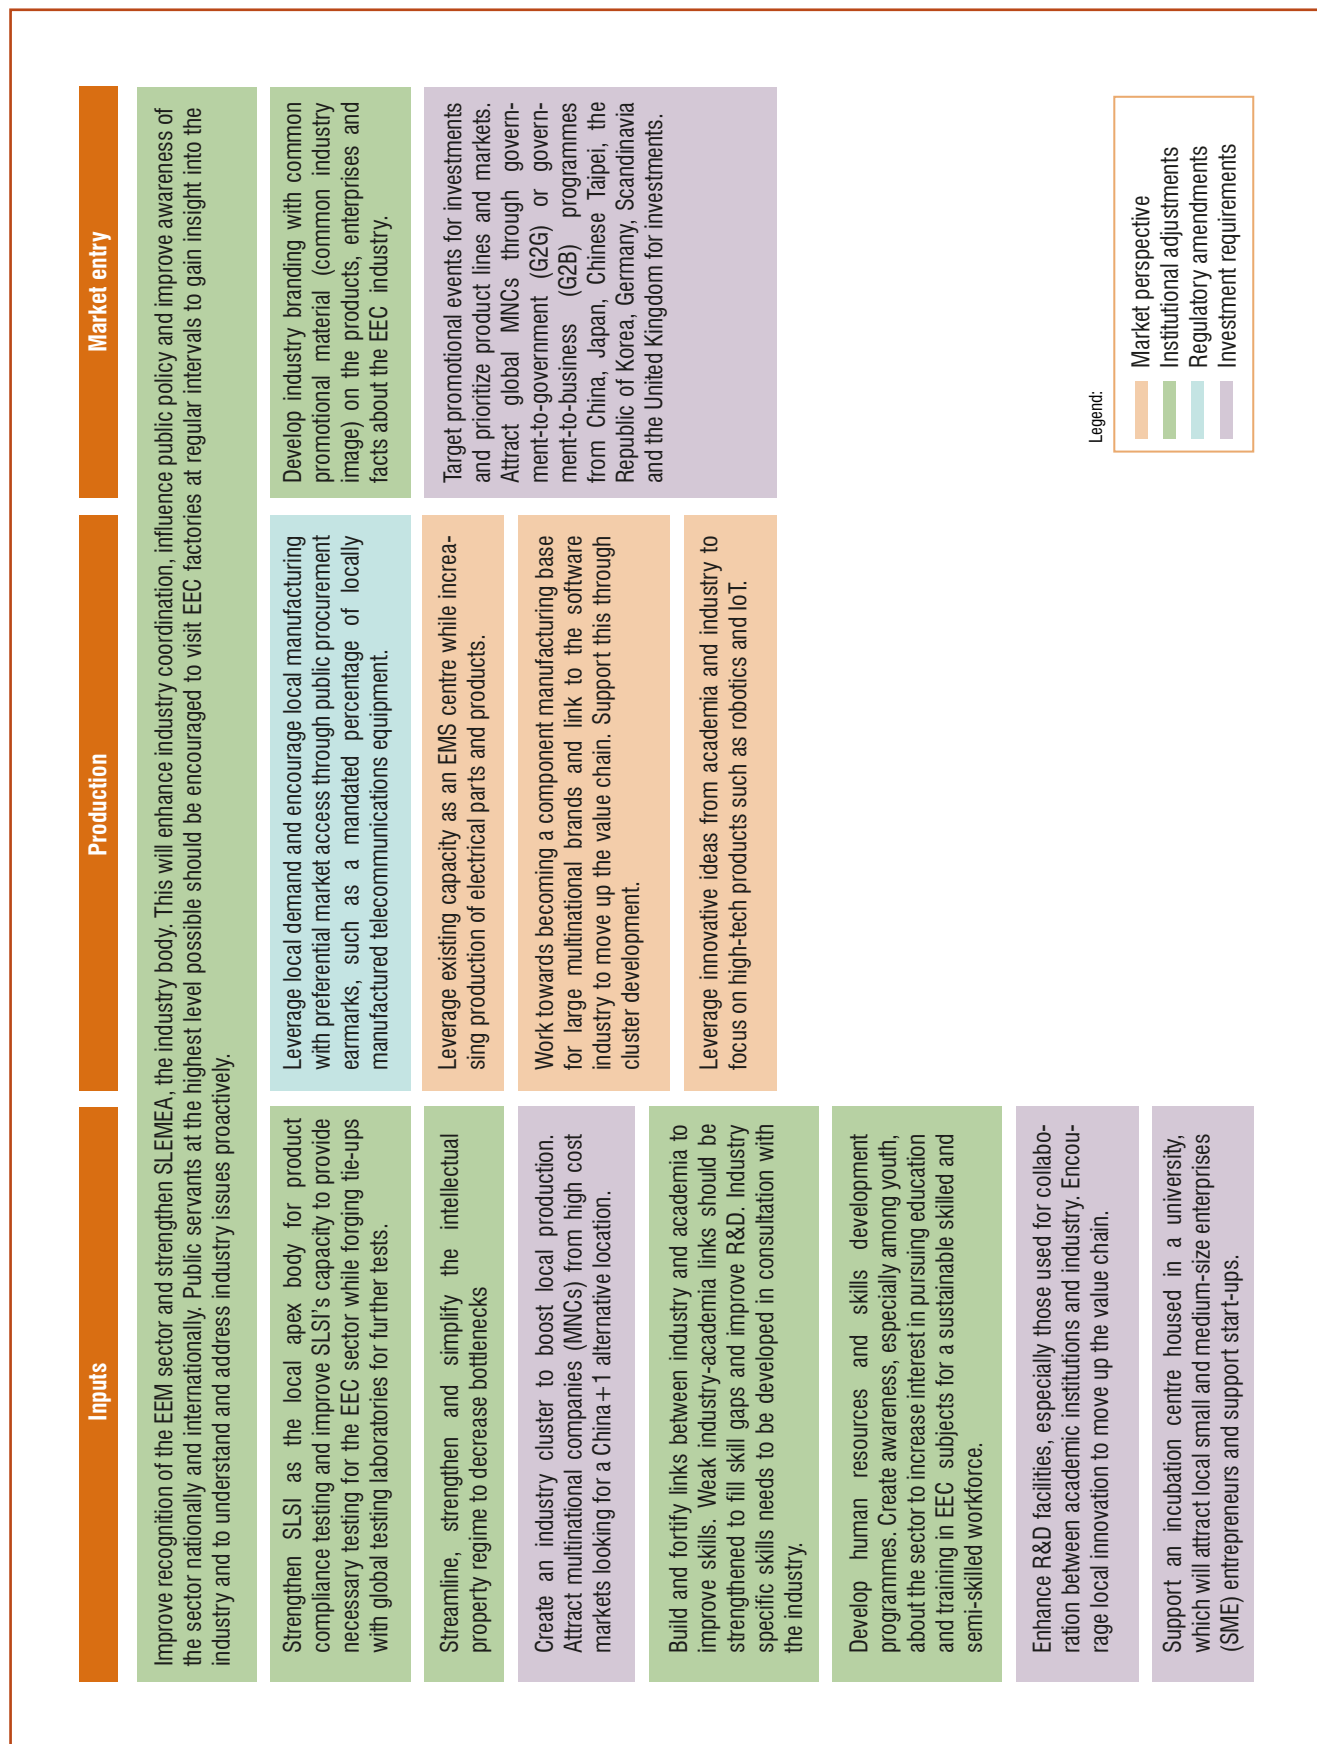 Inputs
Production
Market entry
Improve recognition of the EEM sector and strengthen SLEMEA, the industry body. This will enhance industry coordination, influence public policy and improve awareness of
the sector nationally and internationally. Public servants at the highest level possible should be encouraged to visit EEC factories at regular intervals to gain insight into the
industry and to understand and address industry issues proactively.
Strengthen SLSI as the local apex body for product
compliance testing and improve SLSI's capacity to provide
necessary testing for the EEC sector while forging tie-ups
with global testing laboratories for further tests.
Streamline, strengthen and simplify the intellectual
property regime to decrease bottlenecks
Create an industry cluster to boost local production.
Attract multinational companies (MNCs) from high cost
markets looking for a China + 1 alternative location.
Build and fortify links between industry and academia to
improve skills. Weak industry-academia links should be
strengthened to fill skill gaps and improve R&D. Industry
specific skills needs to be developed in consultation with
the industry.
Develop human resources and skills development
programmes. Create awareness, especially among youth,
about the sector to increase interest in pursuing education
and training in EEC subjects for a sustainable skilled and
semi-skilled workforce.
Enhance R&D facilities, especially those used for collabo-
ration between academic institutions and industry. Encou-
rage local innovation to move up the value chain.
Support an incubation centre housed in a university,
which will attract local small and medium-size enterprises
(SME) entrepreneurs and support start-ups.
Leverage local demand and encourage local manufacturing
with preferential market access through public procurement
earmarks, such as a mandated percentage of locally
manufactured telecommunications equipment.
Leverage existing capacity as an EMS centre while increa-
sing production of electrical parts and products.
Work towards becoming a component manufacturing base
for large multinational brands and link to the software
industry to move up the value chain. Support this through
cluster development.
Leverage innovative ideas from academia and industry to
focus on high-tech products such as robotics and IoT.
Develop industry branding with common
promotional material (common industry
image) on the products, enterprises and
facts about the EEC industry.
Target promotional events for investments
and prioritize product lines and markets.
Attract global MNCs through govern-
ment-to-government (G2G) or govern-
ment-to-business (G2B) programmes
from China, Japan, Chinese Taipei, the
Republic of Korea, Germany, Scandinavia
and the United Kingdom for investments.
Legend:
Market perspective
Institutional adjustments
Regulatory amendments
Investment requirements